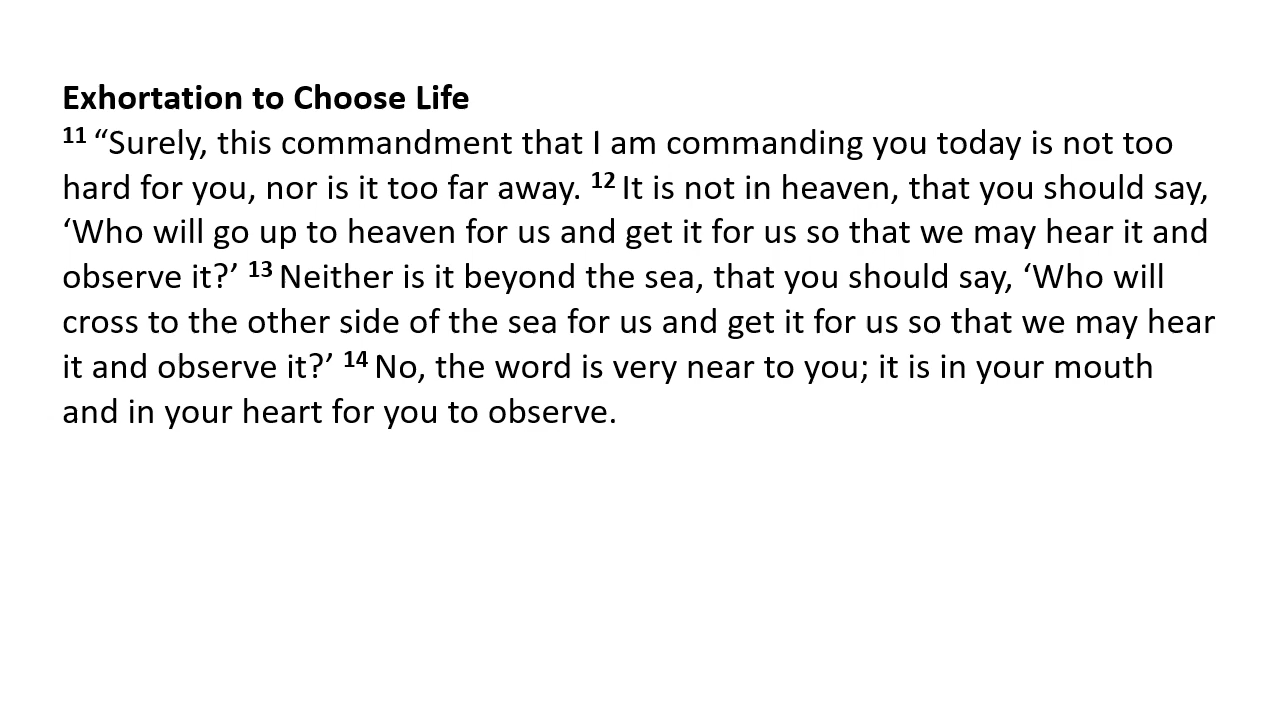 Exhortation to Choose Life
11 “Surely, this commandment that I am commanding you today is not too
hard for you, nor is it too far away. 12 It is not in heaven, that you should say,
‘Who will go up to heaven for us and get it for us so that we may hear it and
observe it?’ 13 Neither is it beyond the sea, that you should say, ‘Who will
cross to the other side of the sea for us and get it for us so that we may hear
it and observe it?’ 14 No, the word is very near to you; it is in your mouth
and in your heart for you to observe.